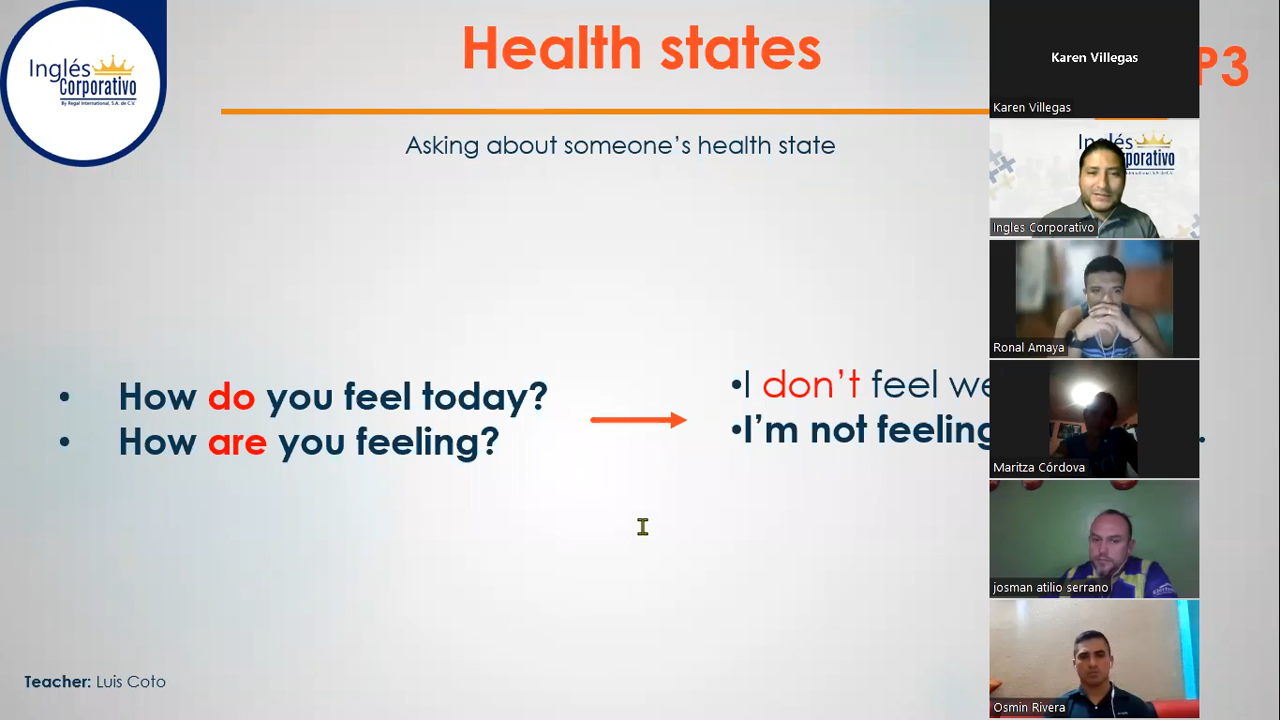 Inglés
Corporativo
By Regal International, S.A. de C.V.
Health states
P3
Asking about someone's health state
• How do you feel today?
• How are you feeling?
•I don't feel we
•I'm not feeling
.
Teacher: Luis Coto
Karen Villegas
Karen Villegas
Inglés
porativo
Ingles Corporativo
Ronal Amaya
Maritza Córdova
josman atilio serrano
Osmin Rivera